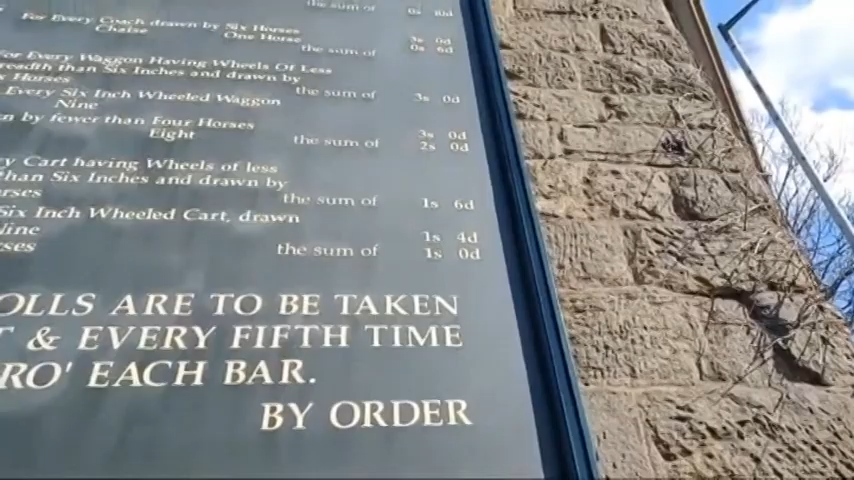 the sum of 0s 8d
For Every Coach drawn by Six Horses
Chaise One Horse
the sum of 4s 0d
0s 6d
For Every Waggon Having Wheels of Less
than Six Inches and drawn by
Horses the sum of 3s 0d
Every Six Inch Wheeled Waggon
Nine
by fewer than Four Horses
Eight
the sum of 3s 0d
2s 8d
Cart having Wheels of less
than Six Inches and drawn by
the sum of 1s 6d
Six Inch Wheeled Cart, drawn
Nine
the sum of 1s 4d
1s 0d
TOLLS ARE TO BE TAKEN
& EVERY FIFTH TIME
THRO' EACH BAR.
BY ORDER